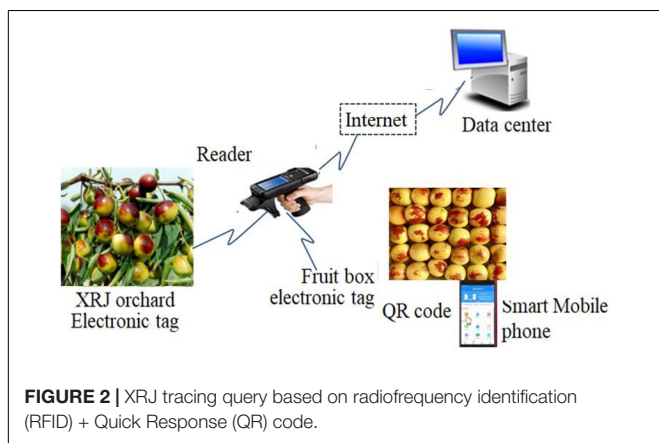 Internet
Data center
Reader
XRJ orchard
Electronic tag
Fruit box
electronic tag
QR code
Smart Mobile
phone
FIGURE 2 | XRJ tracing query based on radiofrequency identification
(RFID) + Quick Response (QR) code.